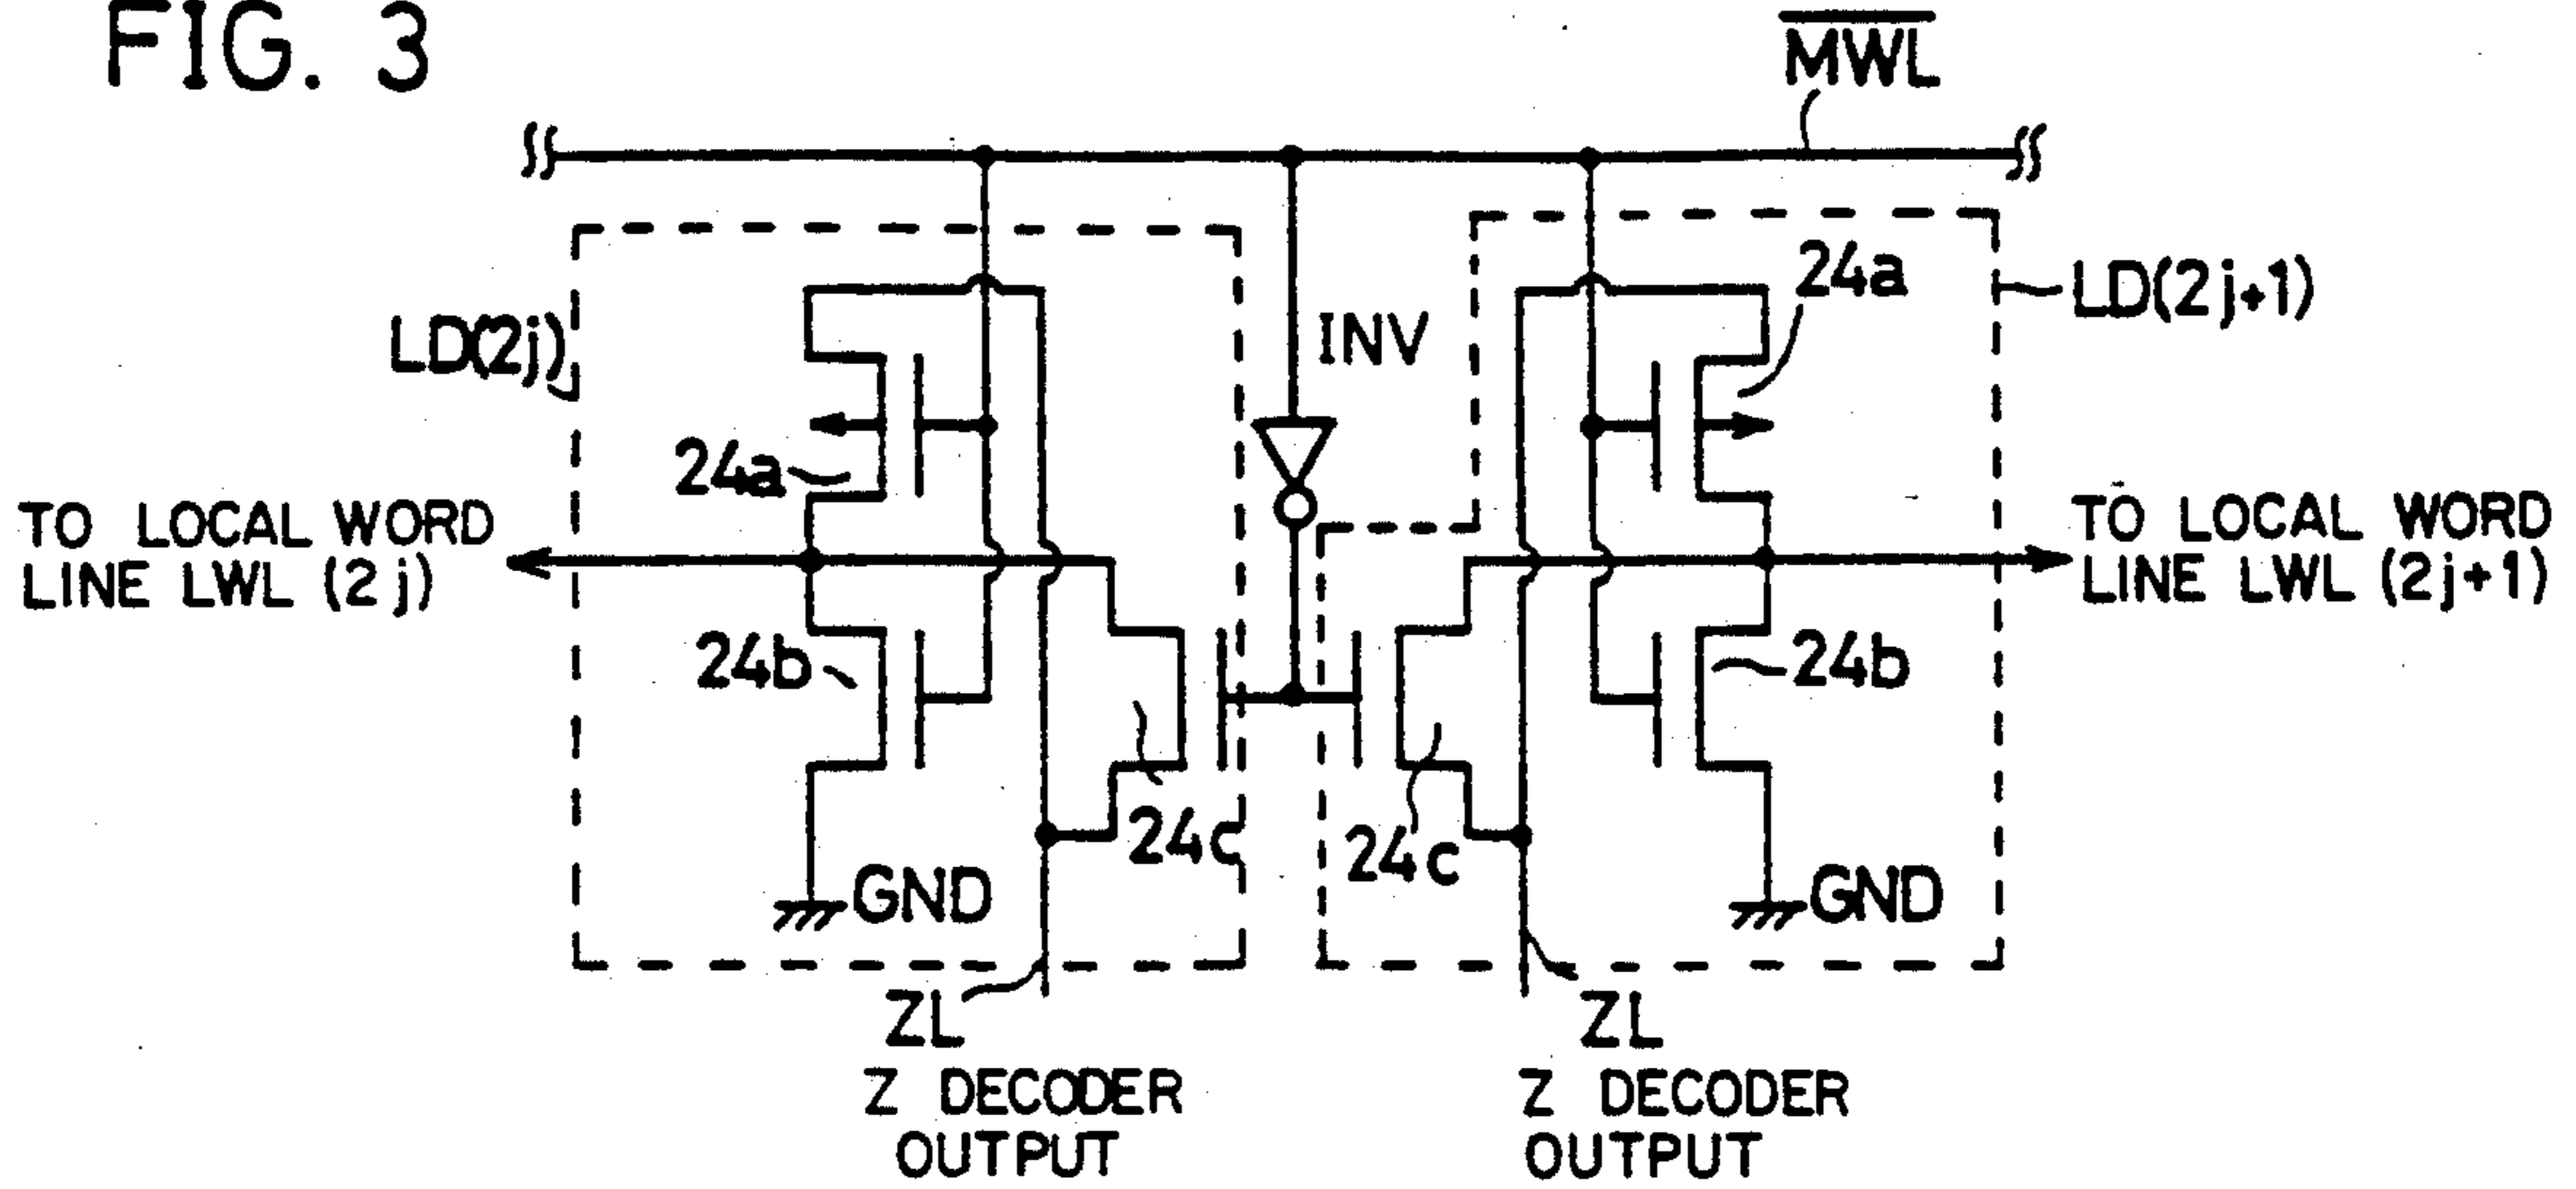 FIG. 3
MWL
LD(2j)
INV
24a
LD(2j+1)
24a
TO LOCAL WORD
LINE LWL (2j)
TO LOCAL WORD
LINE LWL (2j+1)
24b
24b
24c
24c
GND
GND
ZL
ZL
Z DECODER
OUTPUT
Z DECODER
OUTPUT